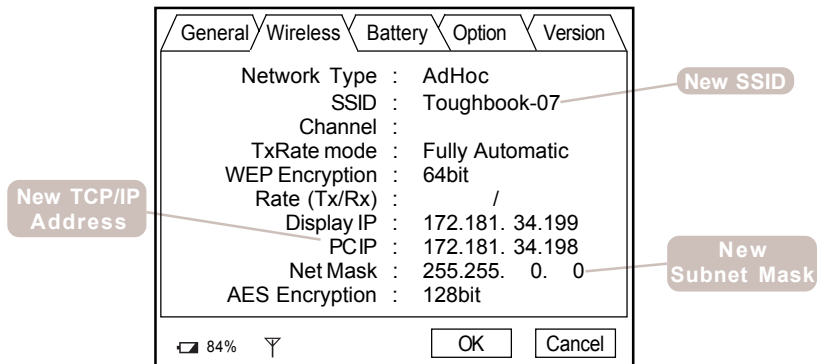 General Wireless Battery Option Version
Network Type : AdHoc
SSID : Toughbook-07
New SSID
Channel :
TxRate mode : Fully Automatic
WEP Encryption : 64bit
Rate (Tx/Rx) : /
New TCP/IP
Address
Display IP : 172.181. 34.199
PC IP : 172.181. 34.198
Net Mask : 255.255. 0. 0
New
Subnet Mask
AES Encryption : 128bit
84%
OK Cancel